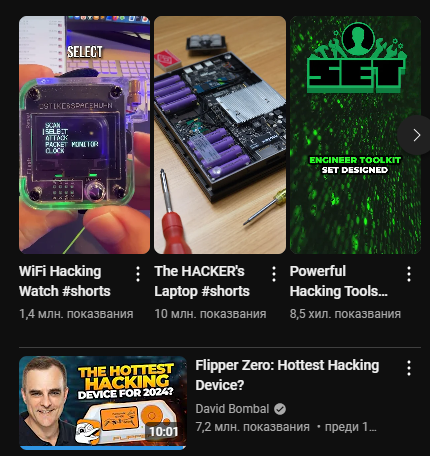 SELECT
DSTIKE&SPACEHUHN
SCAN
SELECT
ATTACK
PACKET MONITOR
CLOCK
SET
ENGINEER TOOLKIT
SET DESIGNED
WiFi Hacking
Watch #shorts
1,4 млн. показвания
The HACKER's
Laptop #shorts
10 млн. показвания
Powerful
Hacking Tools...
8,5 хил. показвания
THE HOTTEST
HACKING
DEVICE FOR 2024?
10:01
Flipper Zero: Hottest Hacking
Device?
David Bombal
7,2 млн. показвания • преди 1...